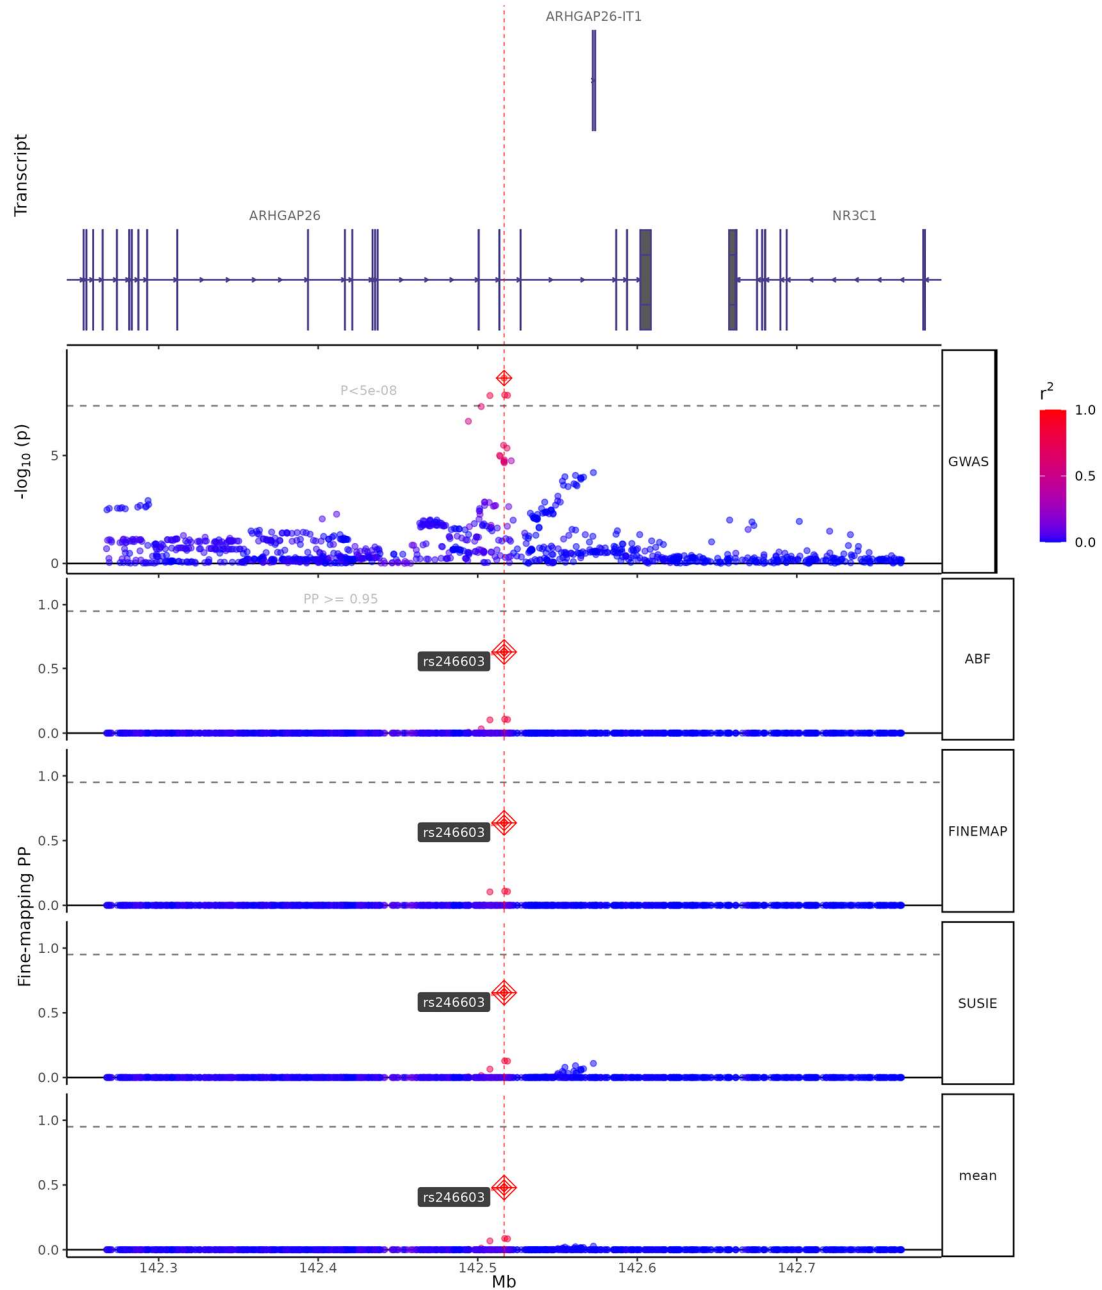 ARHGAP26-IT1
Transcript
ARHGAP26
NR3C1
P<5e-08
5
0
-log10 (p)
GWAS
r2
1.0
0.5
0.0
PP >= 0.95
1.0
0.5
0.0
rs246603
ABF
1.0
0.5
0.0
rs246603
FINEMAP
Fine-mapping PP
1.0
0.5
0.0
rs246603
SUSIE
1.0
0.5
0.0
rs246603
mean
142.3 142.4 142.5 142.6 142.7
Mb